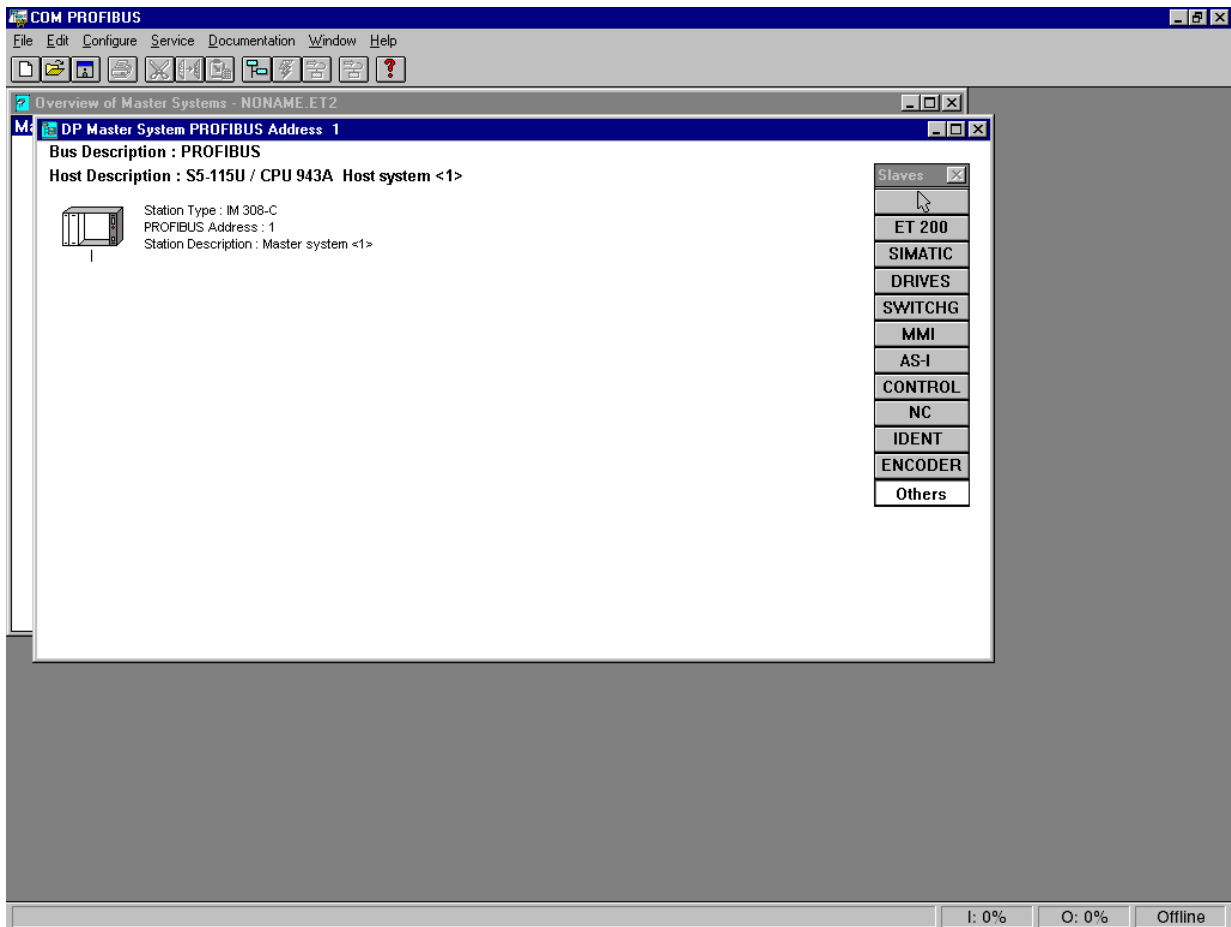 COM PROFIBUS
File Edit Configure Service Documentation Window Help
Overview of Master Systems - NONAME.ET2
DP Master System PROFIBUS Address 1
Bus Description : PROFIBUS
Host Description : S5-115U / CPU 943A Host system <1>
Station Type : IM 308-C
PROFIBUS Address : 1
Station Description : Master system <1>
Slaves
ET 200
SIMATIC
DRIVES
SWITCHG
MMI
AS-I
CONTROL
NC
IDENT
ENCODER
Others
I: 0% O: 0% Offline